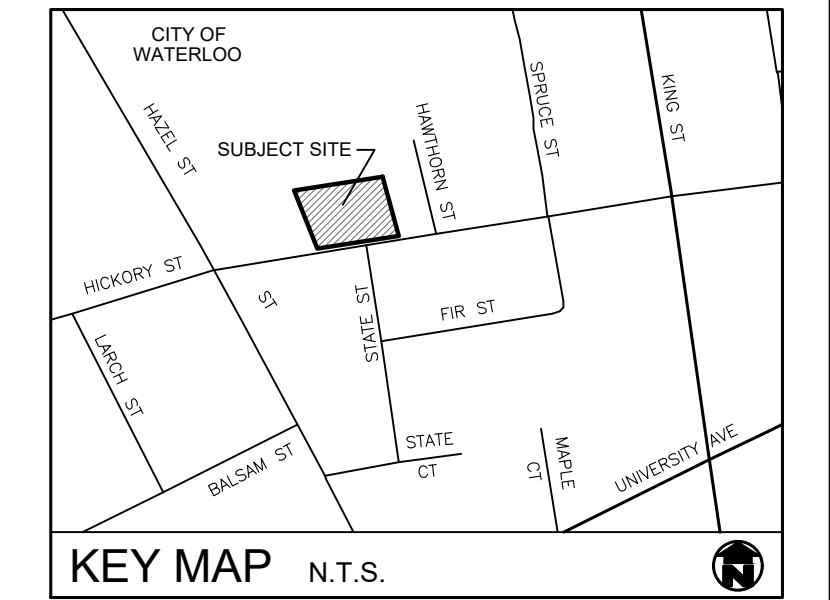 CITY OF
WATERLOO
HAZEL ST
SUBJECT SITE
HAWTHORN ST
SPRUCE ST
KING ST
HICKORY ST
ST
STATE ST
FIR ST
LARCH ST
BALSAM ST
STATE
CT
MAPLE
CT
UNIVERSITY AVE
KEY MAP N.T.S.
N